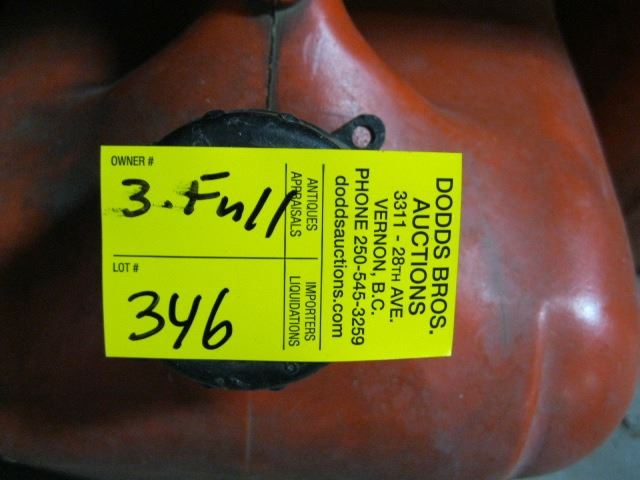 OWNER #
3. Full
LOT #
346
ANTIQUES
APPRAISALS
IMPORTERS
LIQUIDATIONS
DODDS BROS.
AUCTIONS
3311 - 28TH AVE.
VERNON, B.C.
PHONE 250-545-3259
doddsauctions.com